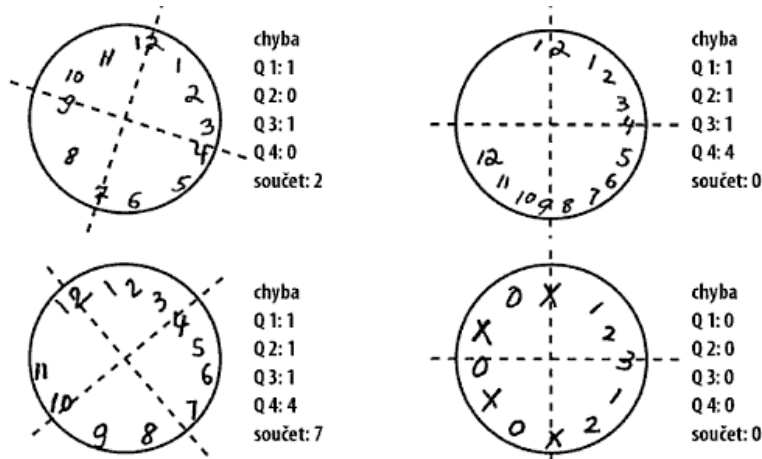 12 1 2 3 4 5 6 7 8 9 10 11
chyba
Q 1: 1
Q 2: 0
Q 3: 1
Q 4: 0
součet: 2
12 1 2 3 4 5 6 7 8 9 10 11 12
chyba
Q 1: 1
Q 2: 1
Q 3: 1
Q 4: 4
součet: 0
12 1 2 3 4 5 6 7 8 9 10 11
chyba
Q 1: 1
Q 2: 1
Q 3: 1
Q 4: 4
součet: 7
X 1 2 3 1 2 X 0 X 0 X 0
chyba
Q 1: 0
Q 2: 0
Q 3: 0
Q 4: 0
součet: 0